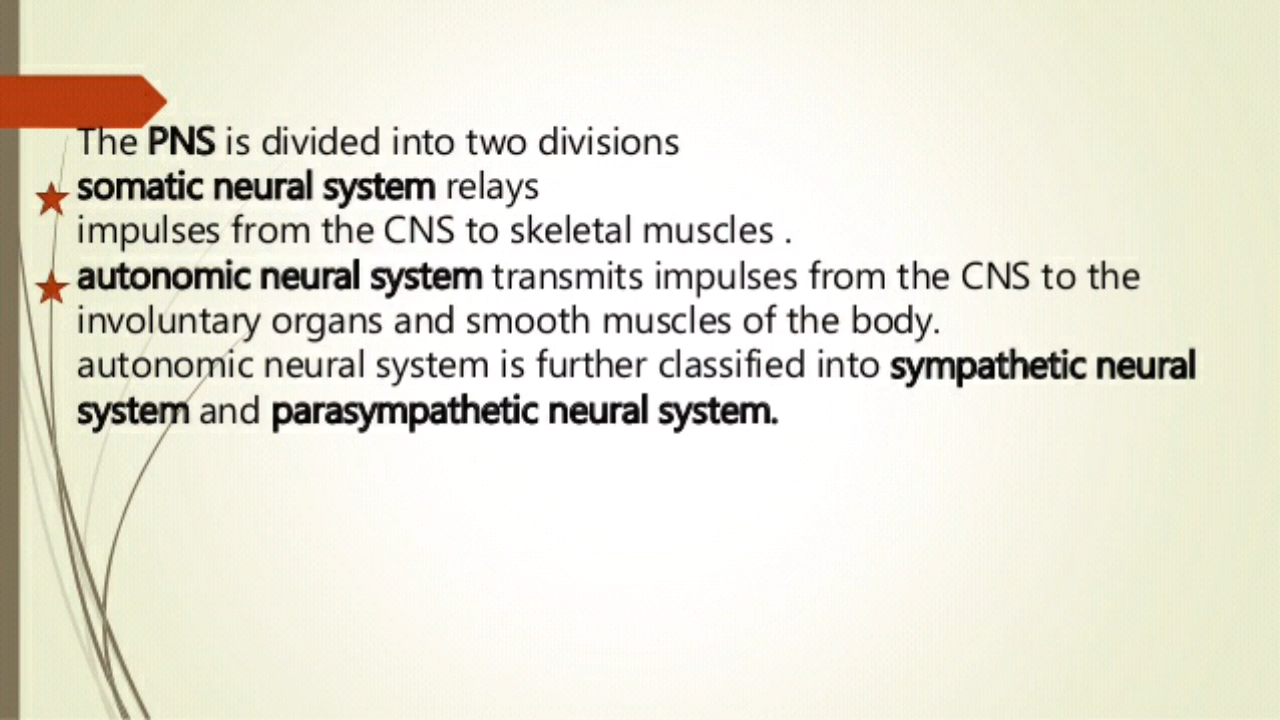 The PNS is divided into two divisions
somatic neural system relays
impulses from the CNS to skeletal muscles .
autonomic neural system transmits impulses from the CNS to the
involuntary organs and smooth muscles of the body.
autonomic neural system is further classified into sympathetic neural
system and parasympathetic neural system.